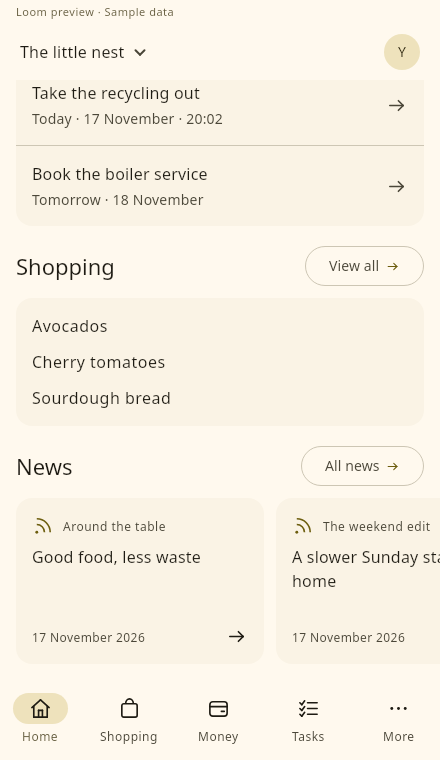 Loom preview · Sample data
The little nest
Y
Take the recycling out
Today · 17 November · 20:02
Book the boiler service
Tomorrow · 18 November
Shopping
View all
Avocados
Cherry tomatoes
Sourdough bread
News
All news
Around the table
Good food, less waste
17 November 2026
The weekend edit
A slower Sunday
home
17 November 2026
Home
Shopping
Money
Tasks
More